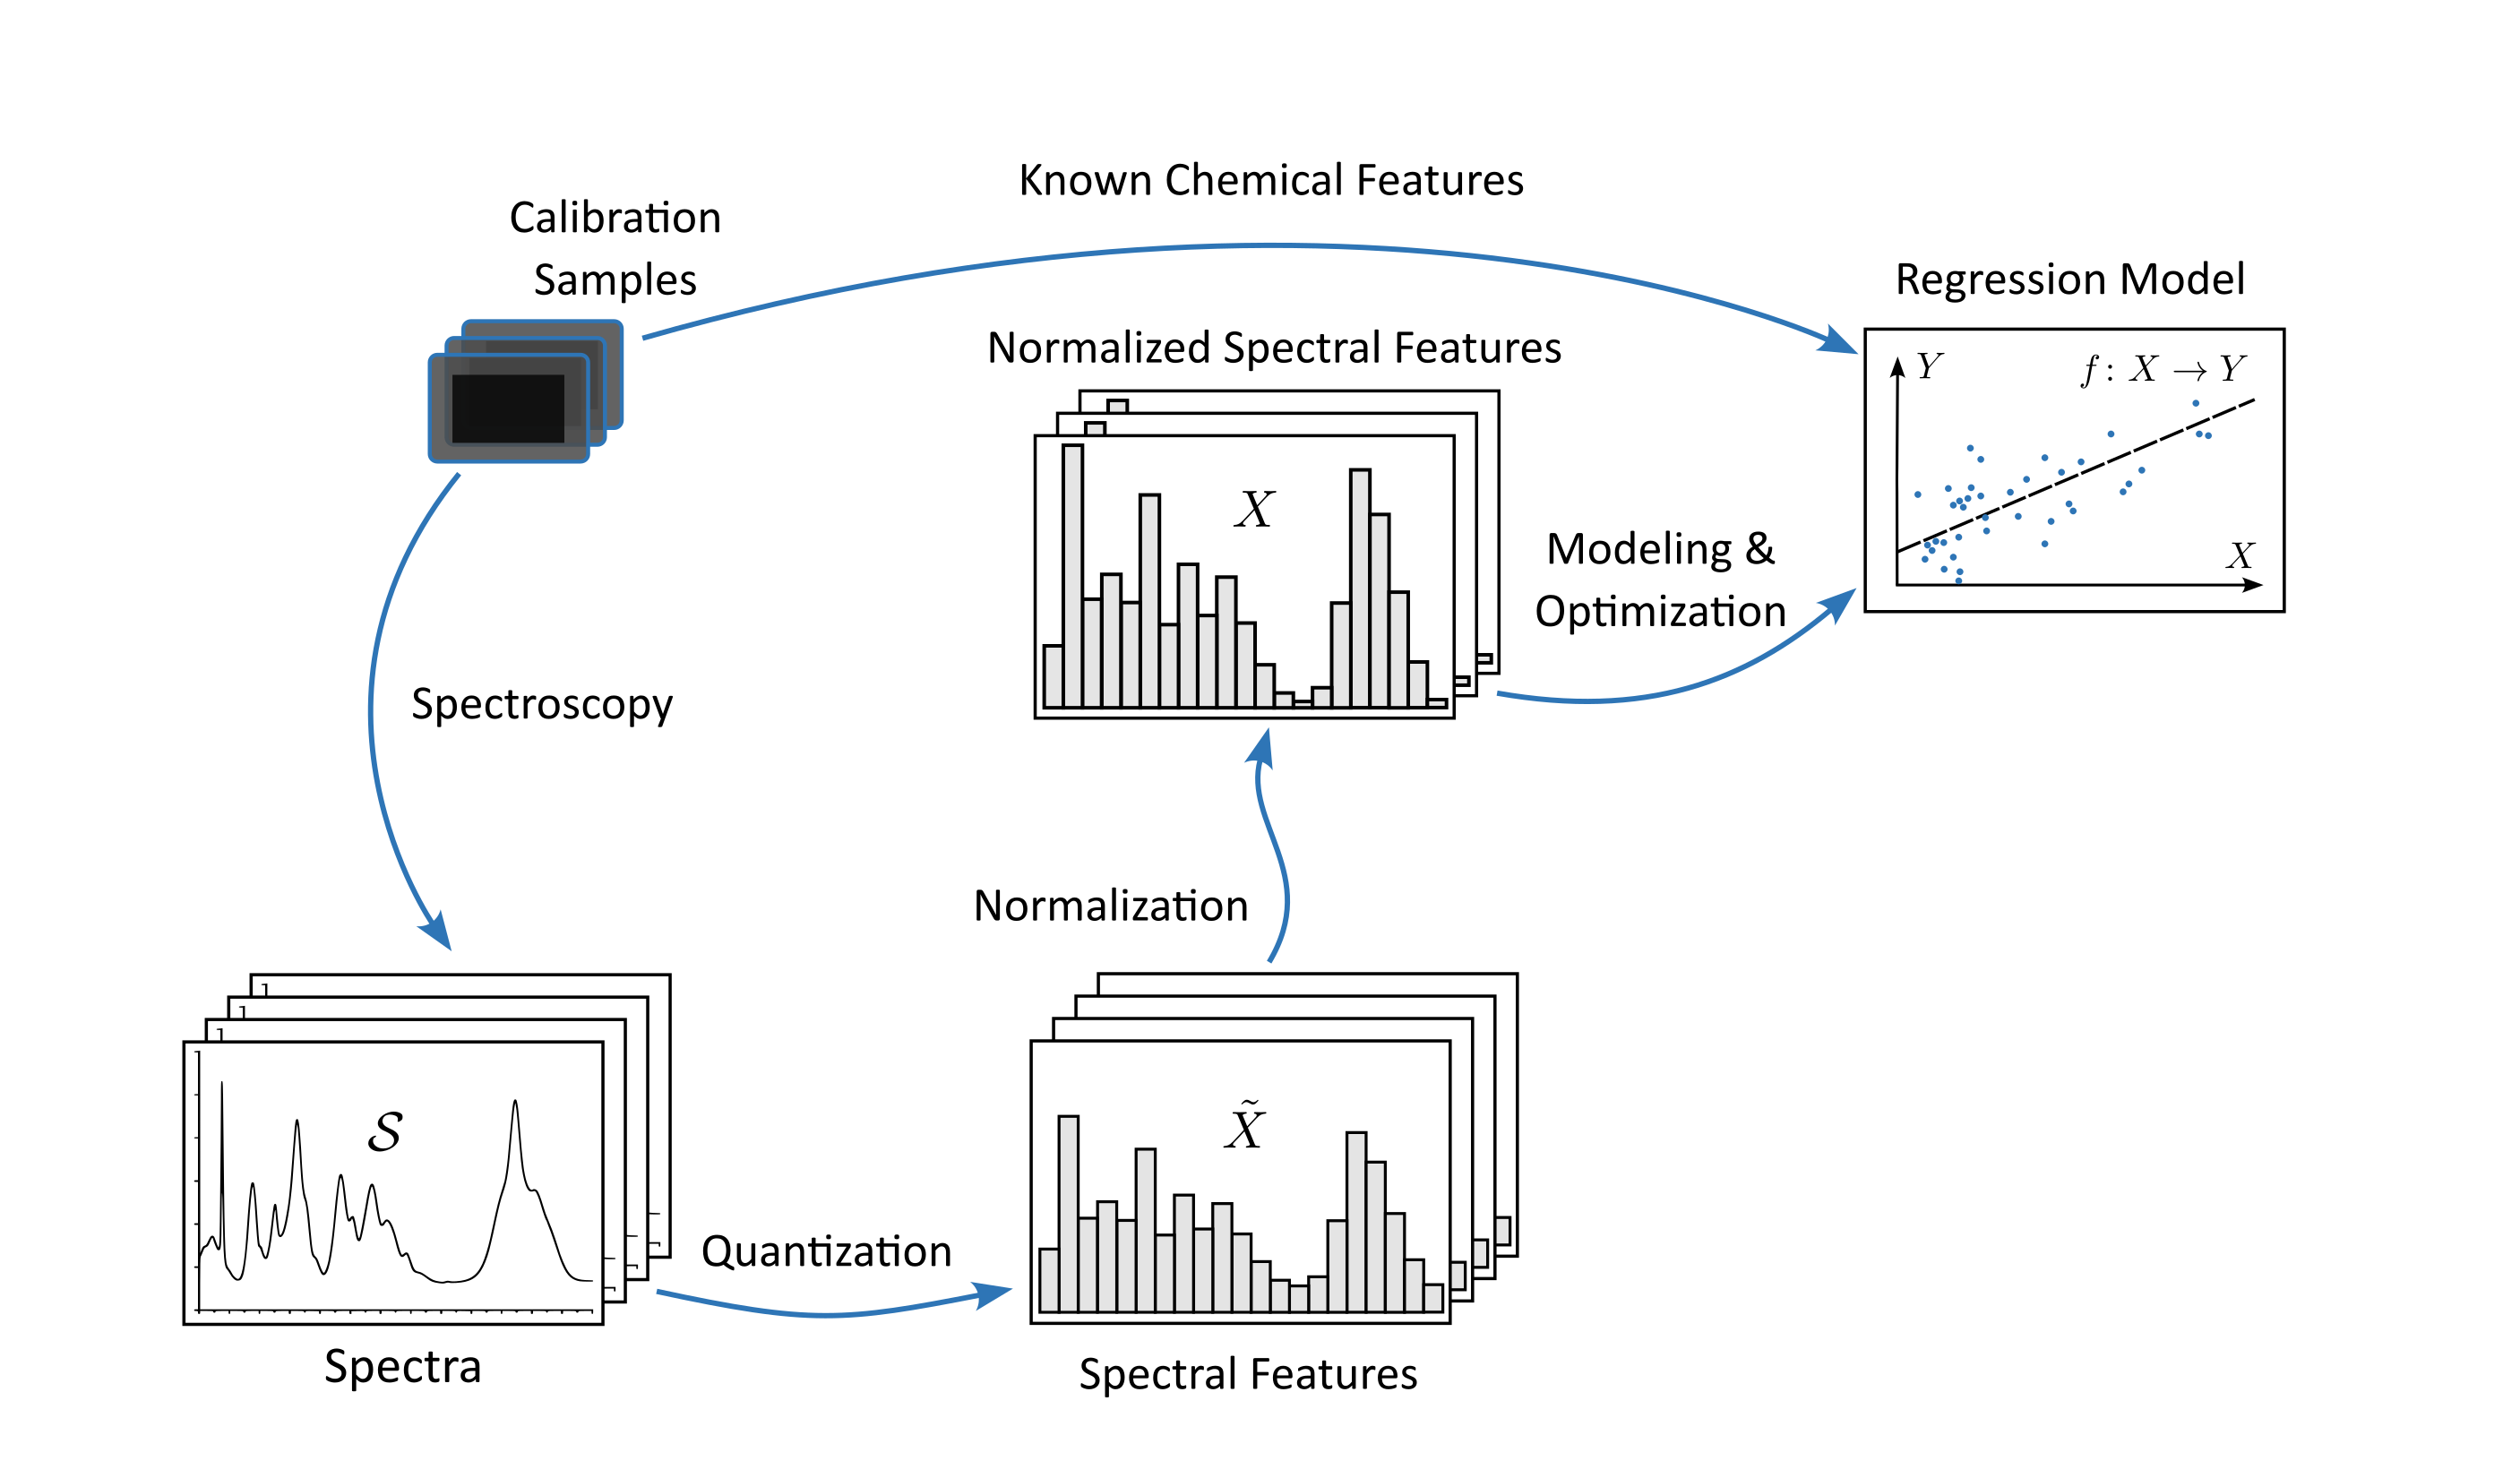 Known Chemical Features
Calibration
Samples
Regression Model
Normalized Spectral Features
Y
f : X → Y
X
X
Modeling &
Optimization
Spectroscopy
Normalization
S
X̃
Quantization
Spectra
Spectral Features